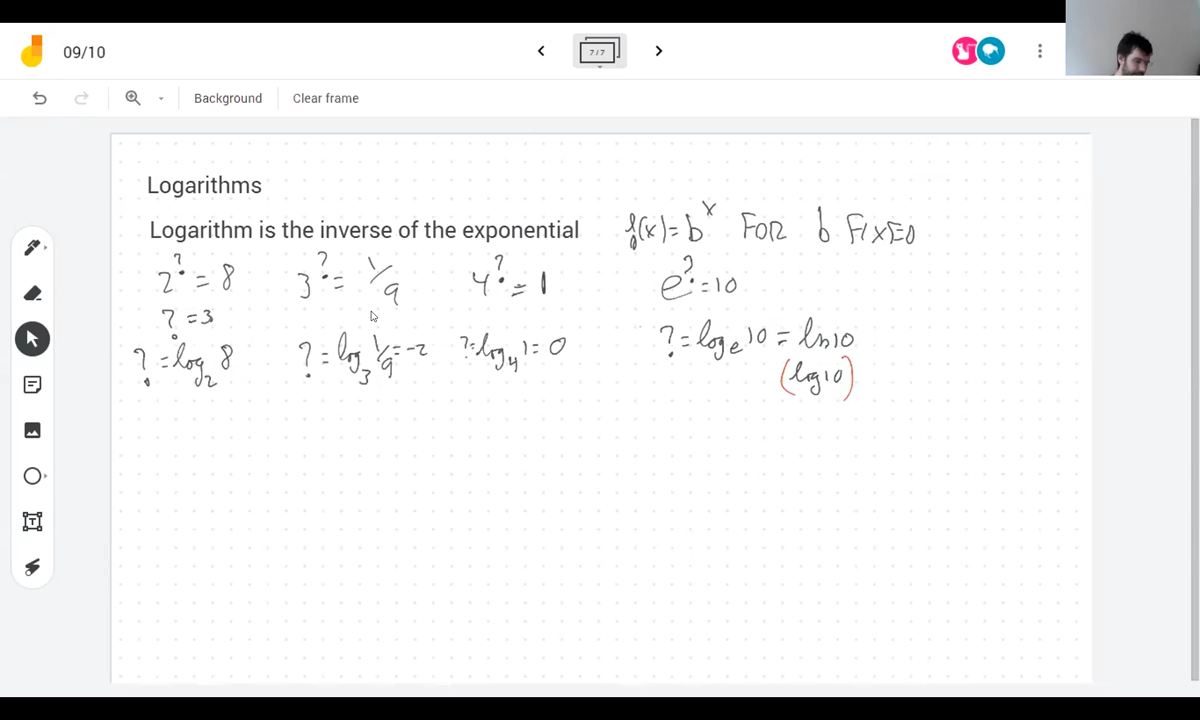 09/10
7/7
Background
Clear frame
Logarithms
Logarithm is the inverse of the exponential
f(x)=b^x FOR b FIXED
2^? = 8
3^? = 1/9
4^? = 1
e^? = 10
? = 3
? = log_2 8
? = log_3 1/9 = -2
? = log_4 1 = 0
? = log_e 10 = ln 10
(log 10)